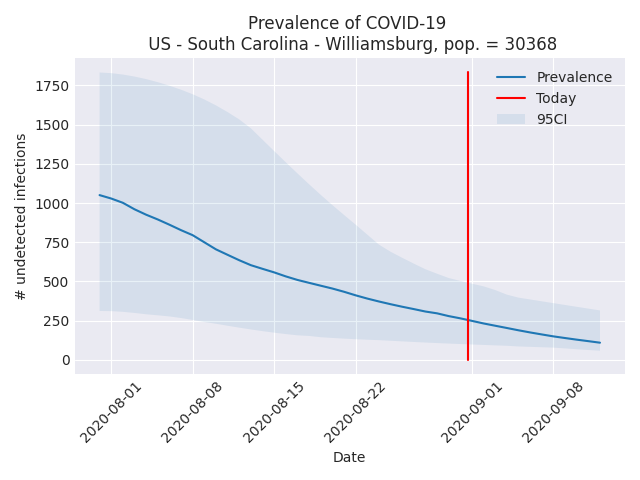 Prevalence of COVID-19
US - South Carolina - Williamsburg, pop. = 30368
Prevalence
Today
95CI
1750
1500
1250
1000
750
500
250
0
# undetected infections
2020-08-01
2020-08-08
2020-08-15
2020-08-22
2020-09-01
2020-09-08
Date